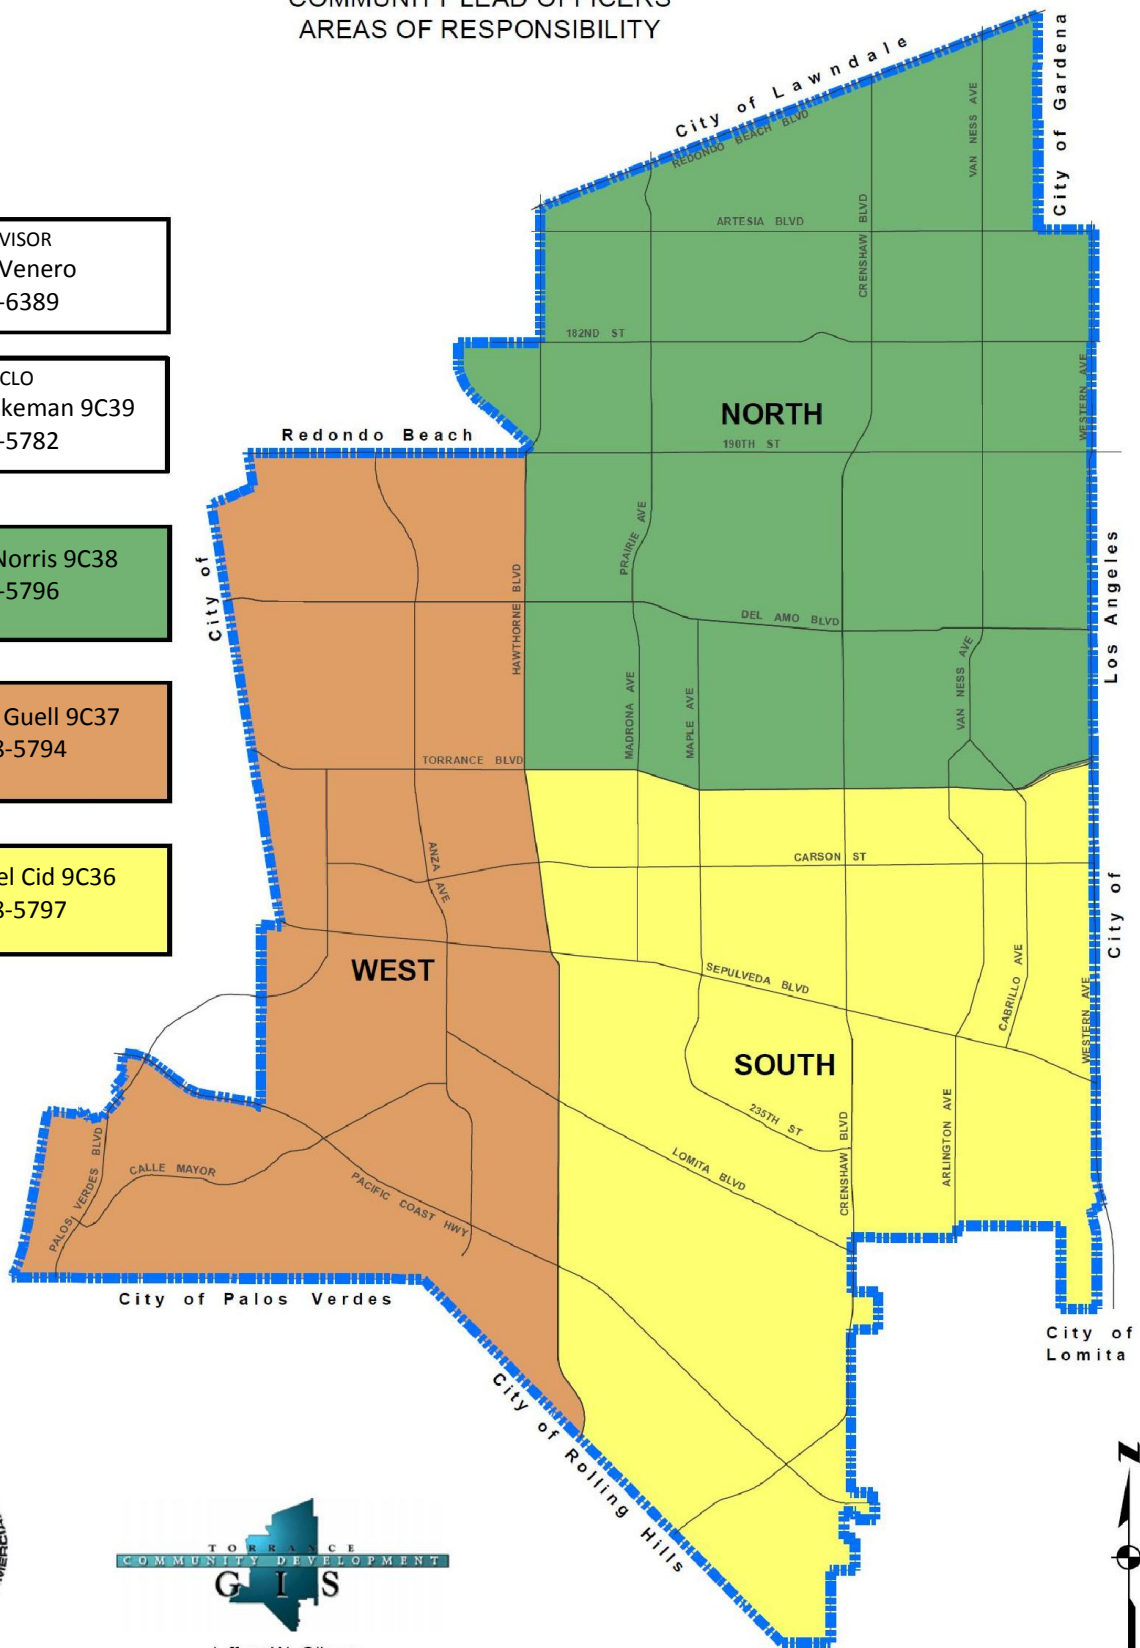 COMMUNITY LEAD OFFICERS
AREAS OF RESPONSIBILITY
City of Lawndale
REDONDO BEACH BLVD
VAN NESS AVE
City of Gardena
ARTESIA BLVD
CRENSHAW BLVD
182ND ST
WESTERN AVE
NORTH
190TH ST
Redondo Beach
City of
PRAIRIE AVE
HAWTHORNE BLVD
DEL AMO BLVD
Los Angeles
MADRONA AVE
MAPLE AVE
VAN NESS AVE
TORRANCE BLVD
ANZA AVE
CARSON ST
City of
WEST
SEPULVEDA BLVD
CABRILLO AVE
WESTERN AVE
SOUTH
235TH ST
CRENSHAW BLVD
ARLINGTON AVE
LOMITA BLVD
PALOS VERDES BLVD
CALLE MAYOR
PACIFIC COAST HWY
City of Palos Verdes
City of Rolling Hills
City of
Lomita
VISOR
Venero
-6389
CLO
keman 9C39
-5782
Norris 9C38
-5796
Guell 9C37
-5794
el Cid 9C36
-5797
TORRANCE
COMMUNITY DEVELOPMENT
GIS
N